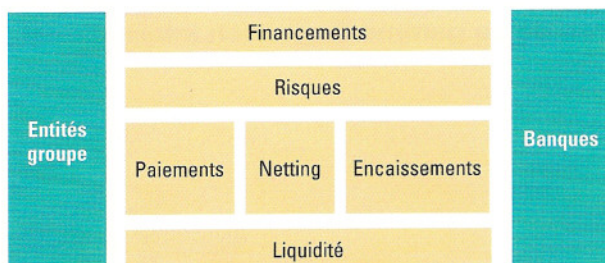 Financements
Risques
Entités
groupe
Paiements
Netting
Encaissements
Banques
Liquidité